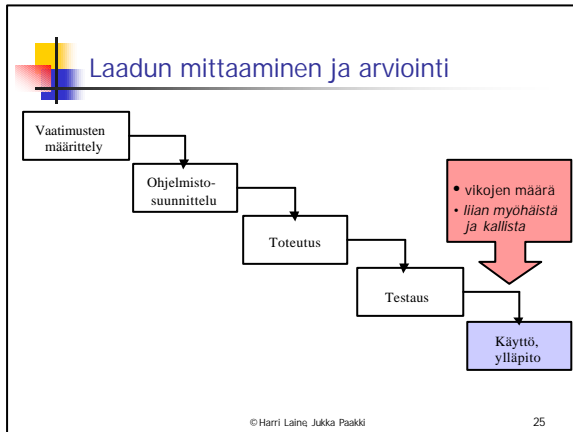 Laadun mittaaminen ja arviointi
Vaatimusten
määrittely
Ohjelmisto-
suunnittelu
• vikojen määrä
• liian myöhäistä
ja kallista
Toteutus
Testaus
Käyttö,
ylläpito
© Harri Laine, Jukka Paakki
25